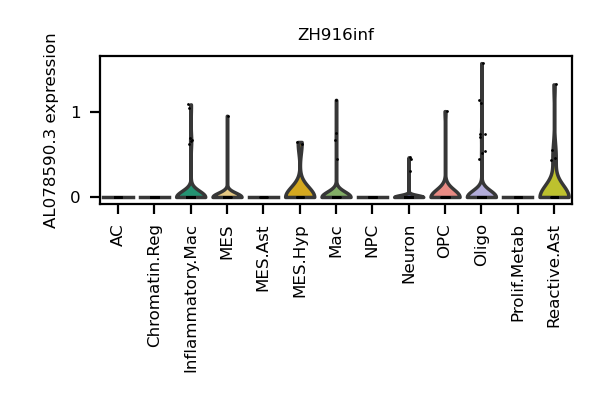 ZH916inf
AL078590.3 expression
1
0
AC
Chromatin.Reg
Inflammatory.Mac
MES
MES.Ast
MES.Hyp
Mac
NPC
Neuron
OPC
Oligo
Prolif.Metab
Reactive.Ast